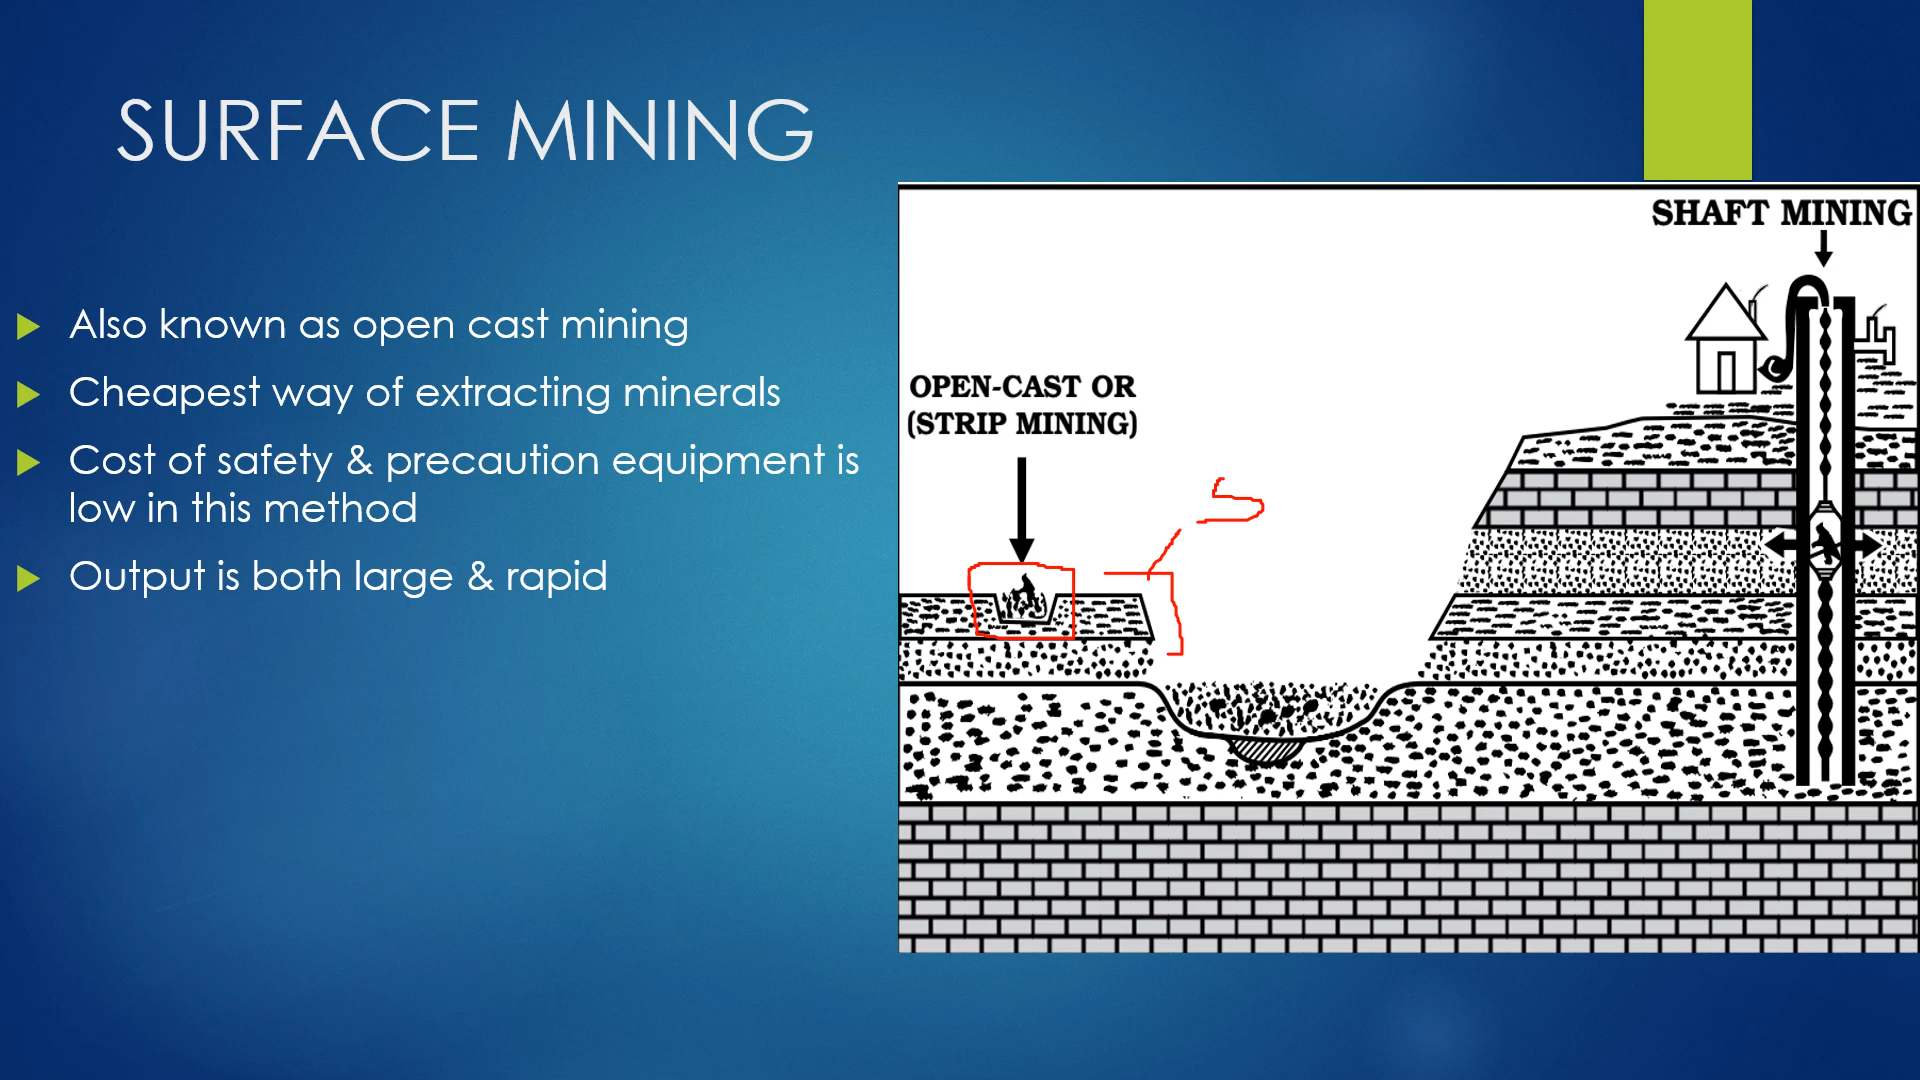 SURFACE MINING
Also known as open cast mining
Cheapest way of extracting minerals
Cost of safety & precaution equipment is
low in this method
Output is both large & rapid
SHAFT MINING
OPEN-CAST OR
(STRIP MINING)